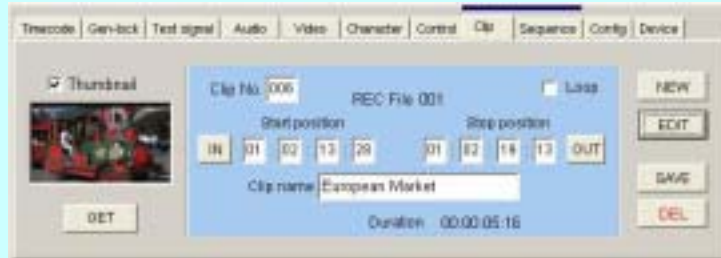 Timecode Gen-lock Test signal Audio Video Character Control Clip Sequence Config Device
Thumbnail
Clip No. 006 REC File 001 Loop
Start position Stop position
IN 01 02 13 28 01 02 19 13 OUT
Clip name European Market
Duration 00:00:05:16
GET
NEW
EDIT
SAVE
DEL